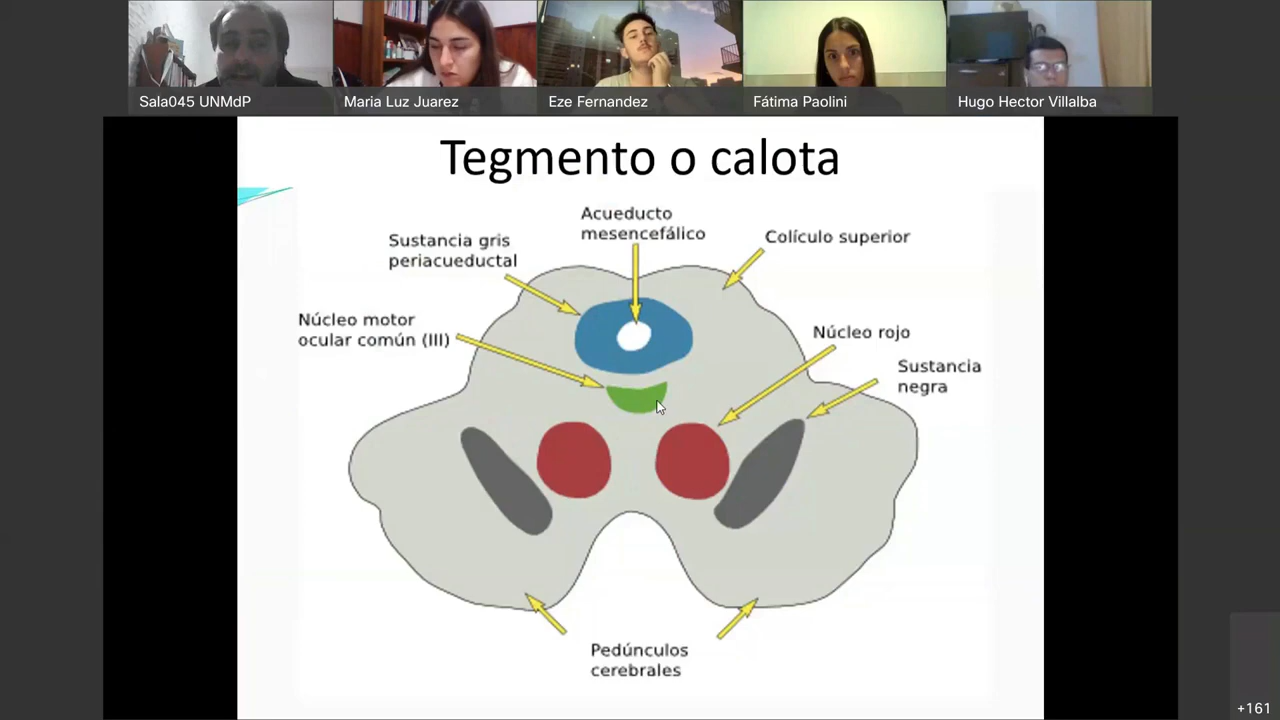 Sala045 UNMdP
Maria Luz Juarez
Eze Fernandez
Fátima Paolini
Hugo Hector Villalba
Tegmento o calota
Acueducto
mesencefálico
Sustancia gris
periacueductal
Colículo superior
Núcleo motor
ocular común (III)
Núcleo rojo
Sustancia
negra
Pedúnculos
cerebrales
+161